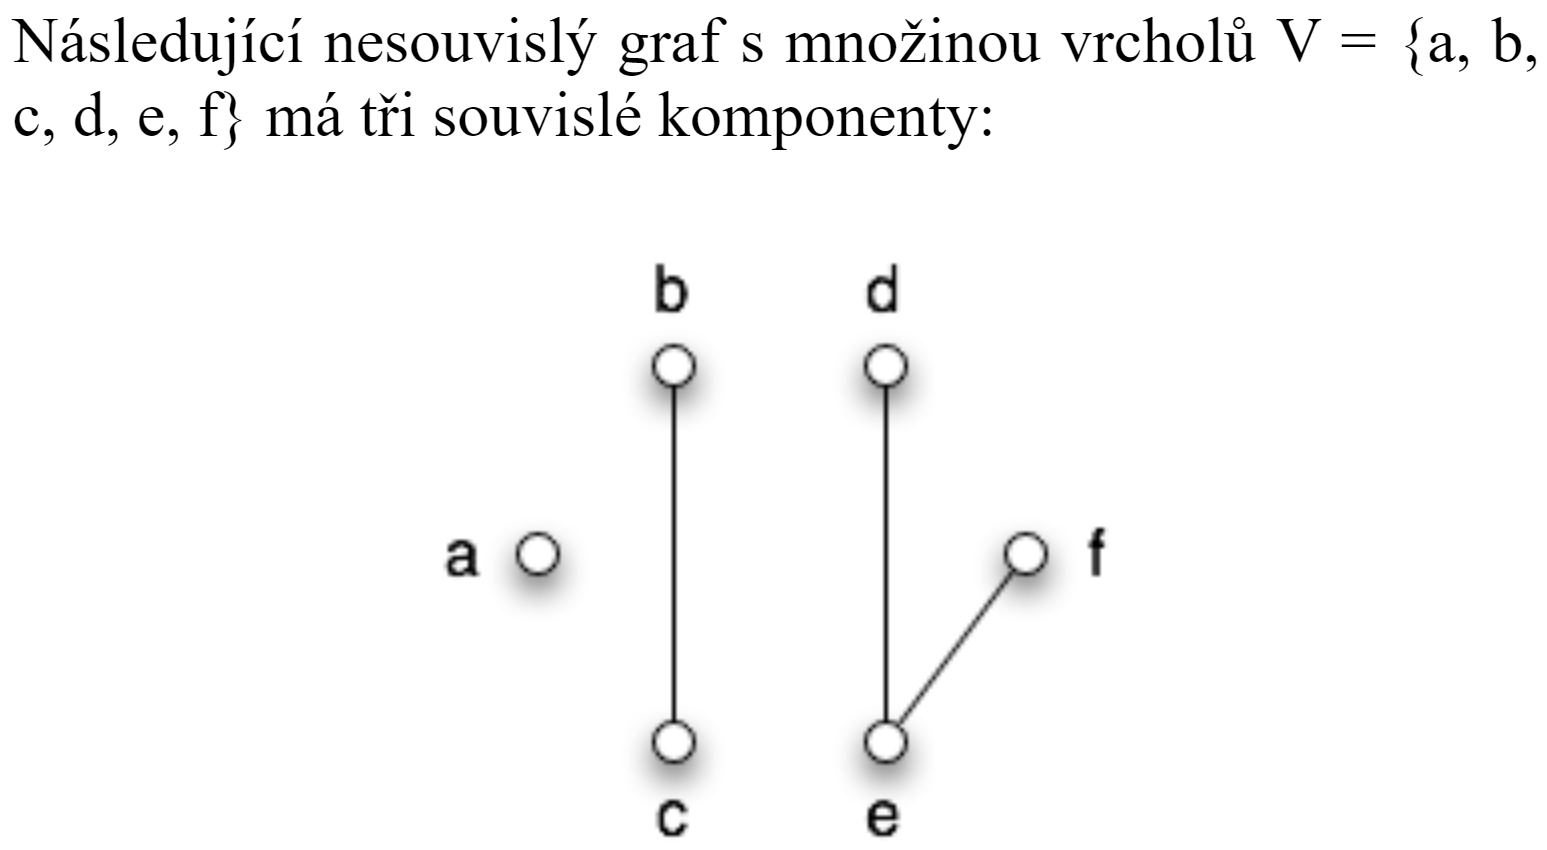 Následující nesouvislý graf s množinou vrcholů V = {a, b,
c, d, e, f} má tři souvislé komponenty:
b d
a f
c e